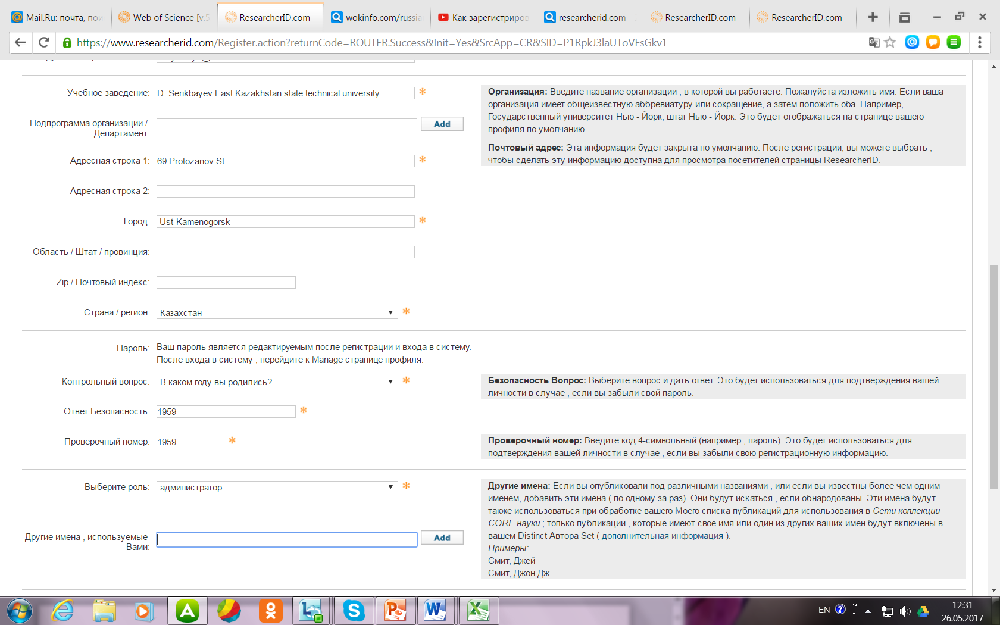 Mail.Ru: почта, пои
Web of Science [v.5
ResearcherID.com
wokinfo.com/russia
Как зарегистриров
researcherid.com -
ResearcherID.com
ResearcherID.com
https://www.researcherid.com/Register.action?returnCode=ROUTER.Success&Init=Yes&SrcApp=CR&SID=P1RpkJ3laUToVEsGkv1
Учебное заведение: D. Serikbayev East Kazakhstan state technical university *
Подпрограмма организации /
Департамент:
Add
Адресная строка 1: 69 Protozanov St. *
Адресная строка 2:
Город: Ust-Kamenogorsk *
Область / Штат / провинция:
Zip / Почтовый индекс:
Страна / регион: Казахстан *
Организация: Введите название организации , в которой вы работаете. Пожалуйста изложить имя. Если ваша
организация имеет общеизвестную аббревиатуру или сокращение, а затем положить оба. Например,
Государственный университет Нью - Йорк, штат Нью - Йорк. Это будет отображаться на странице вашего
профиля по умолчанию.
Почтовый адрес: Эта информация будет закрыта по умолчанию. После регистрации, вы можете выбрать ,
чтобы сделать эту информацию доступна для просмотра посетителей страницы ResearcherID.
Пароль: Ваш пароль является редактируемым после регистрации и входа в систему.
После входа в систему , перейдите к Manage странице профиля.
Контрольный вопрос: В каком году вы родились? *
Ответ Безопасность: 1959 *
Проверочный номер: 1959 *
Безопасность Вопрос: Выберите вопрос и дать ответ. Это будет использоваться для подтверждения вашей
личности в случае , если вы забыли свой пароль.
Проверочный номер: Введите код 4-символьный (например , пароль). Это будет использоваться для
подтверждения вашей личности в случае , если вы забыли свою регистрационную информацию.
Выберите роль: администратор *
Другие имена , используемые
Вами:
Add
Другие имена: Если вы опубликовали под различными названиями , или если вы известны более чем одним
именем, добавить эти имена ( по одному за раз). Они будут искаться , если обнародованы. Эти имена будут
также использоваться при обработке вашего Моего списка публикаций для использования в Сети коллекции
CORE науки ; только публикации , которые имеют свое имя или один из других ваших имен будут включены в
вашем Distinct Автора Set ( дополнительная информация ).
Примеры:
Смит, Джей
Смит, Джон Дж
EN
12:31
26.05.2017